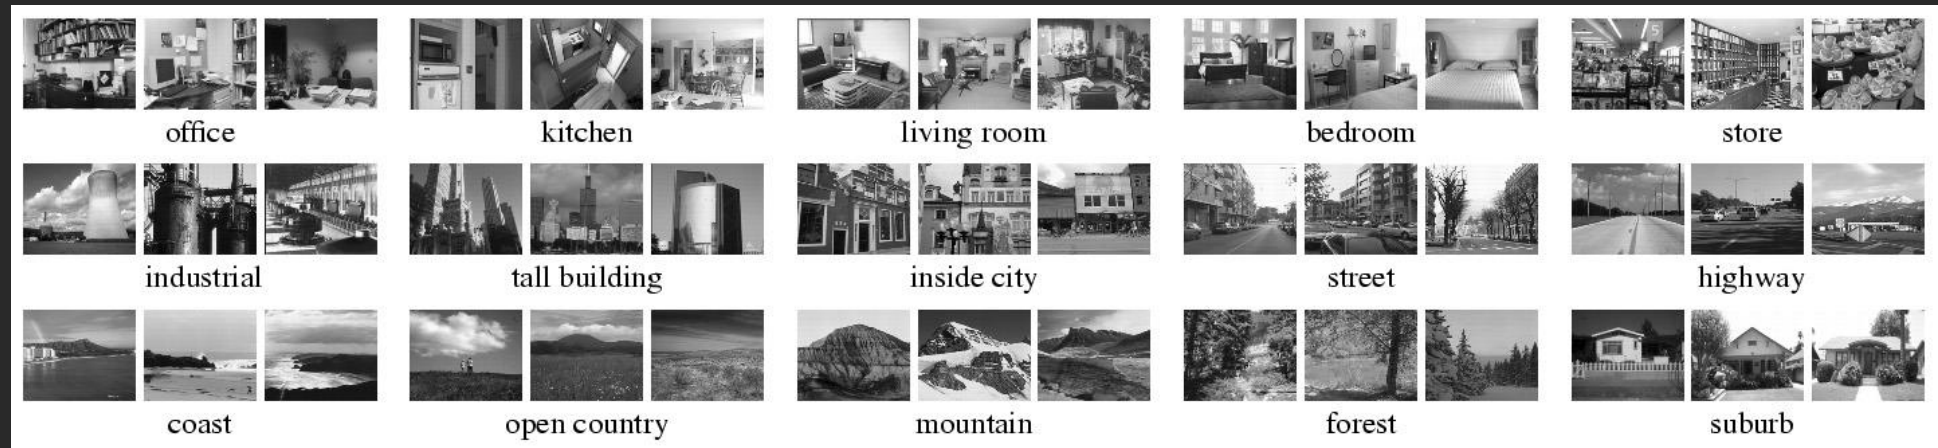 office
kitchen
living room
bedroom
store
industrial
tall building
inside city
street
highway
coast
open country
mountain
forest
suburb